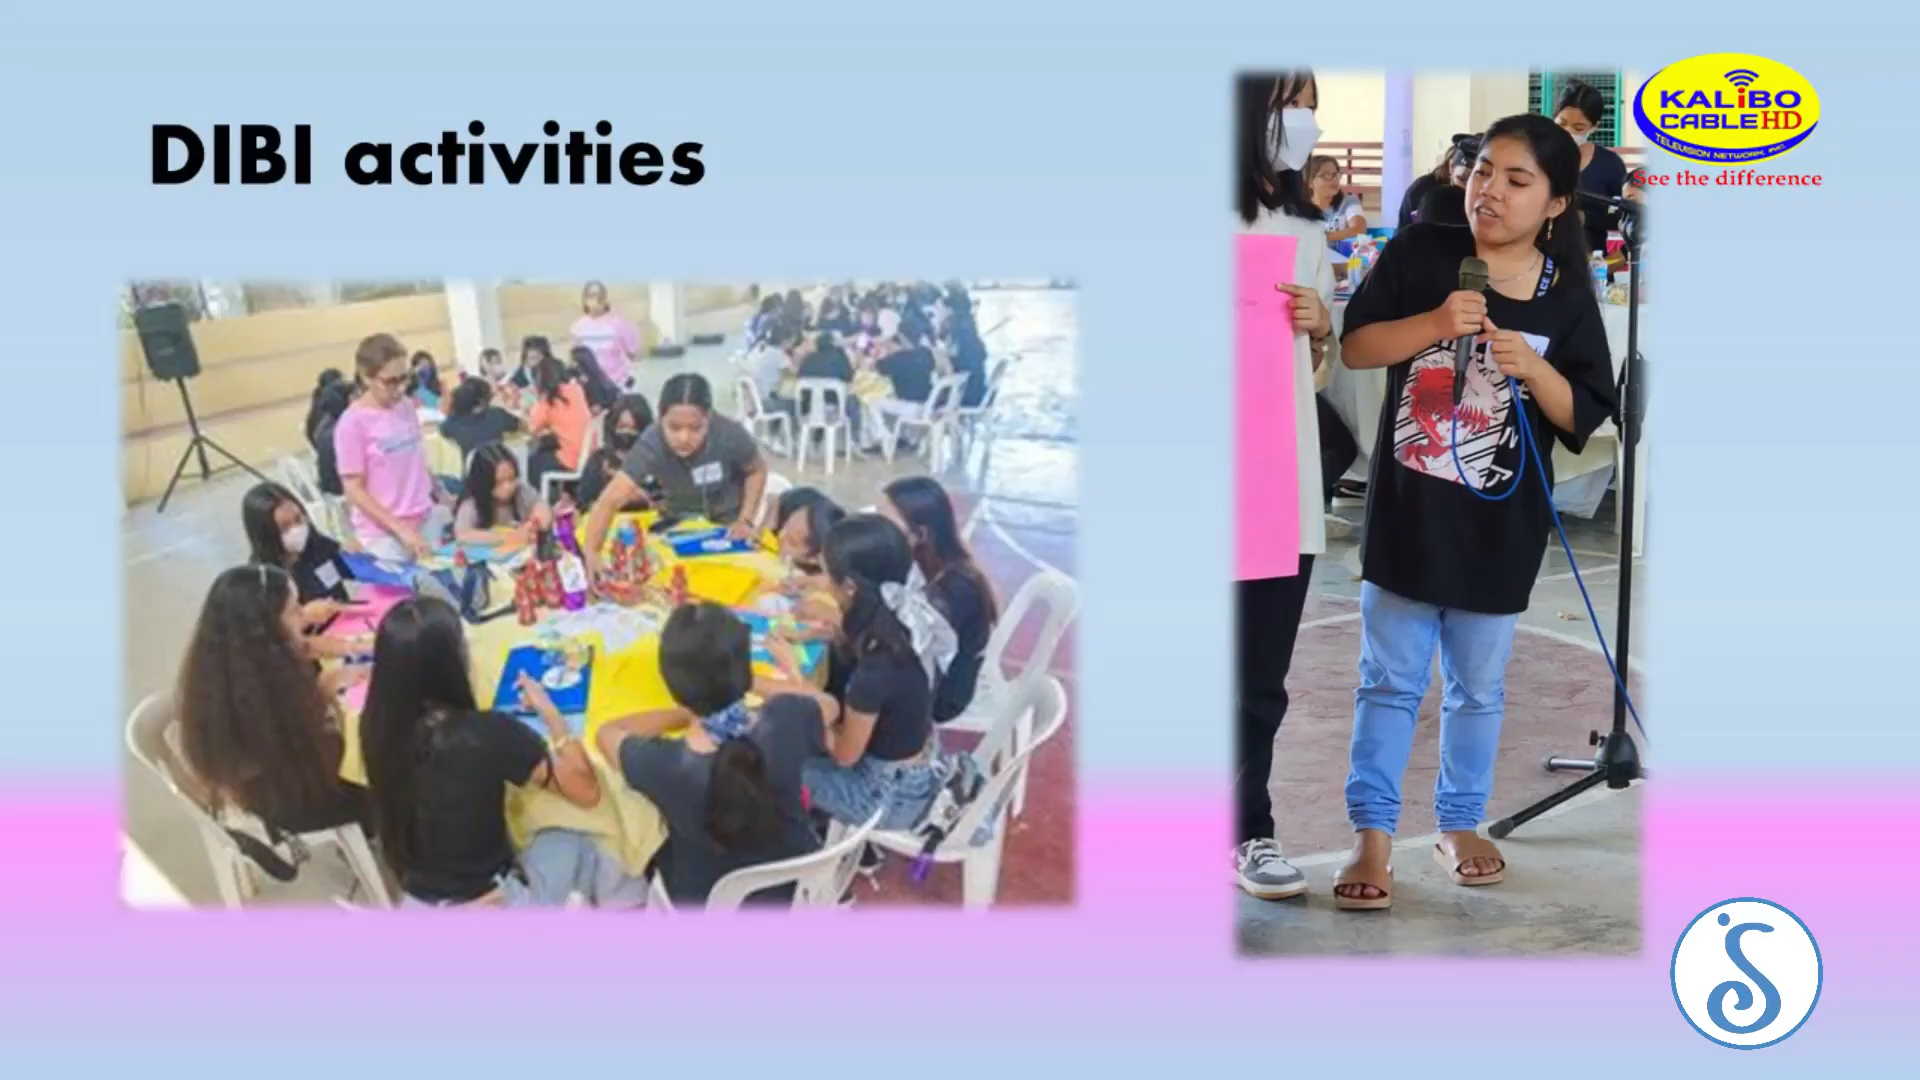 DIBI activities
KALiBO
CABLE HD
TELEVISION NETWORK, INC.
See the difference